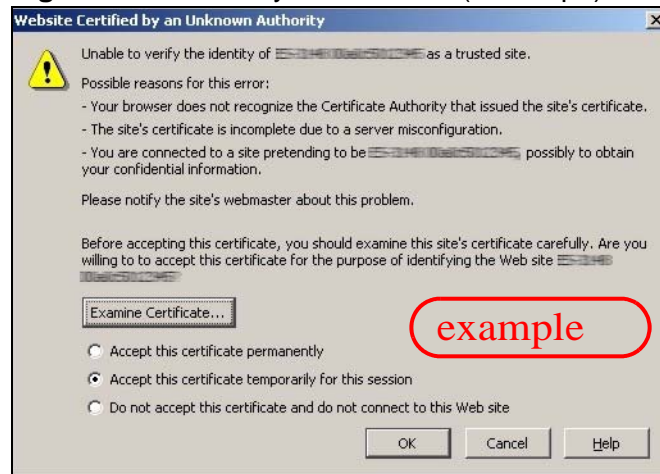 Website Certified by an Unknown Authority
Unable to verify the identity of as a trusted site.
Possible reasons for this error:
- Your browser does not recognize the Certificate Authority that issued the site's certificate.
- The site's certificate is incomplete due to a server misconfiguration.
- You are connected to a site pretending to be possibly to obtain
your confidential information.
Please notify the site's webmaster about this problem.
Before accepting this certificate, you should examine this site's certificate carefully. Are you
willing to to accept this certificate for the purpose of identifying the Web site
Examine Certificate...
example
Accept this certificate permanently
Accept this certificate temporarily for this session
Do not accept this certificate and do not connect to this Web site
OK Cancel Help